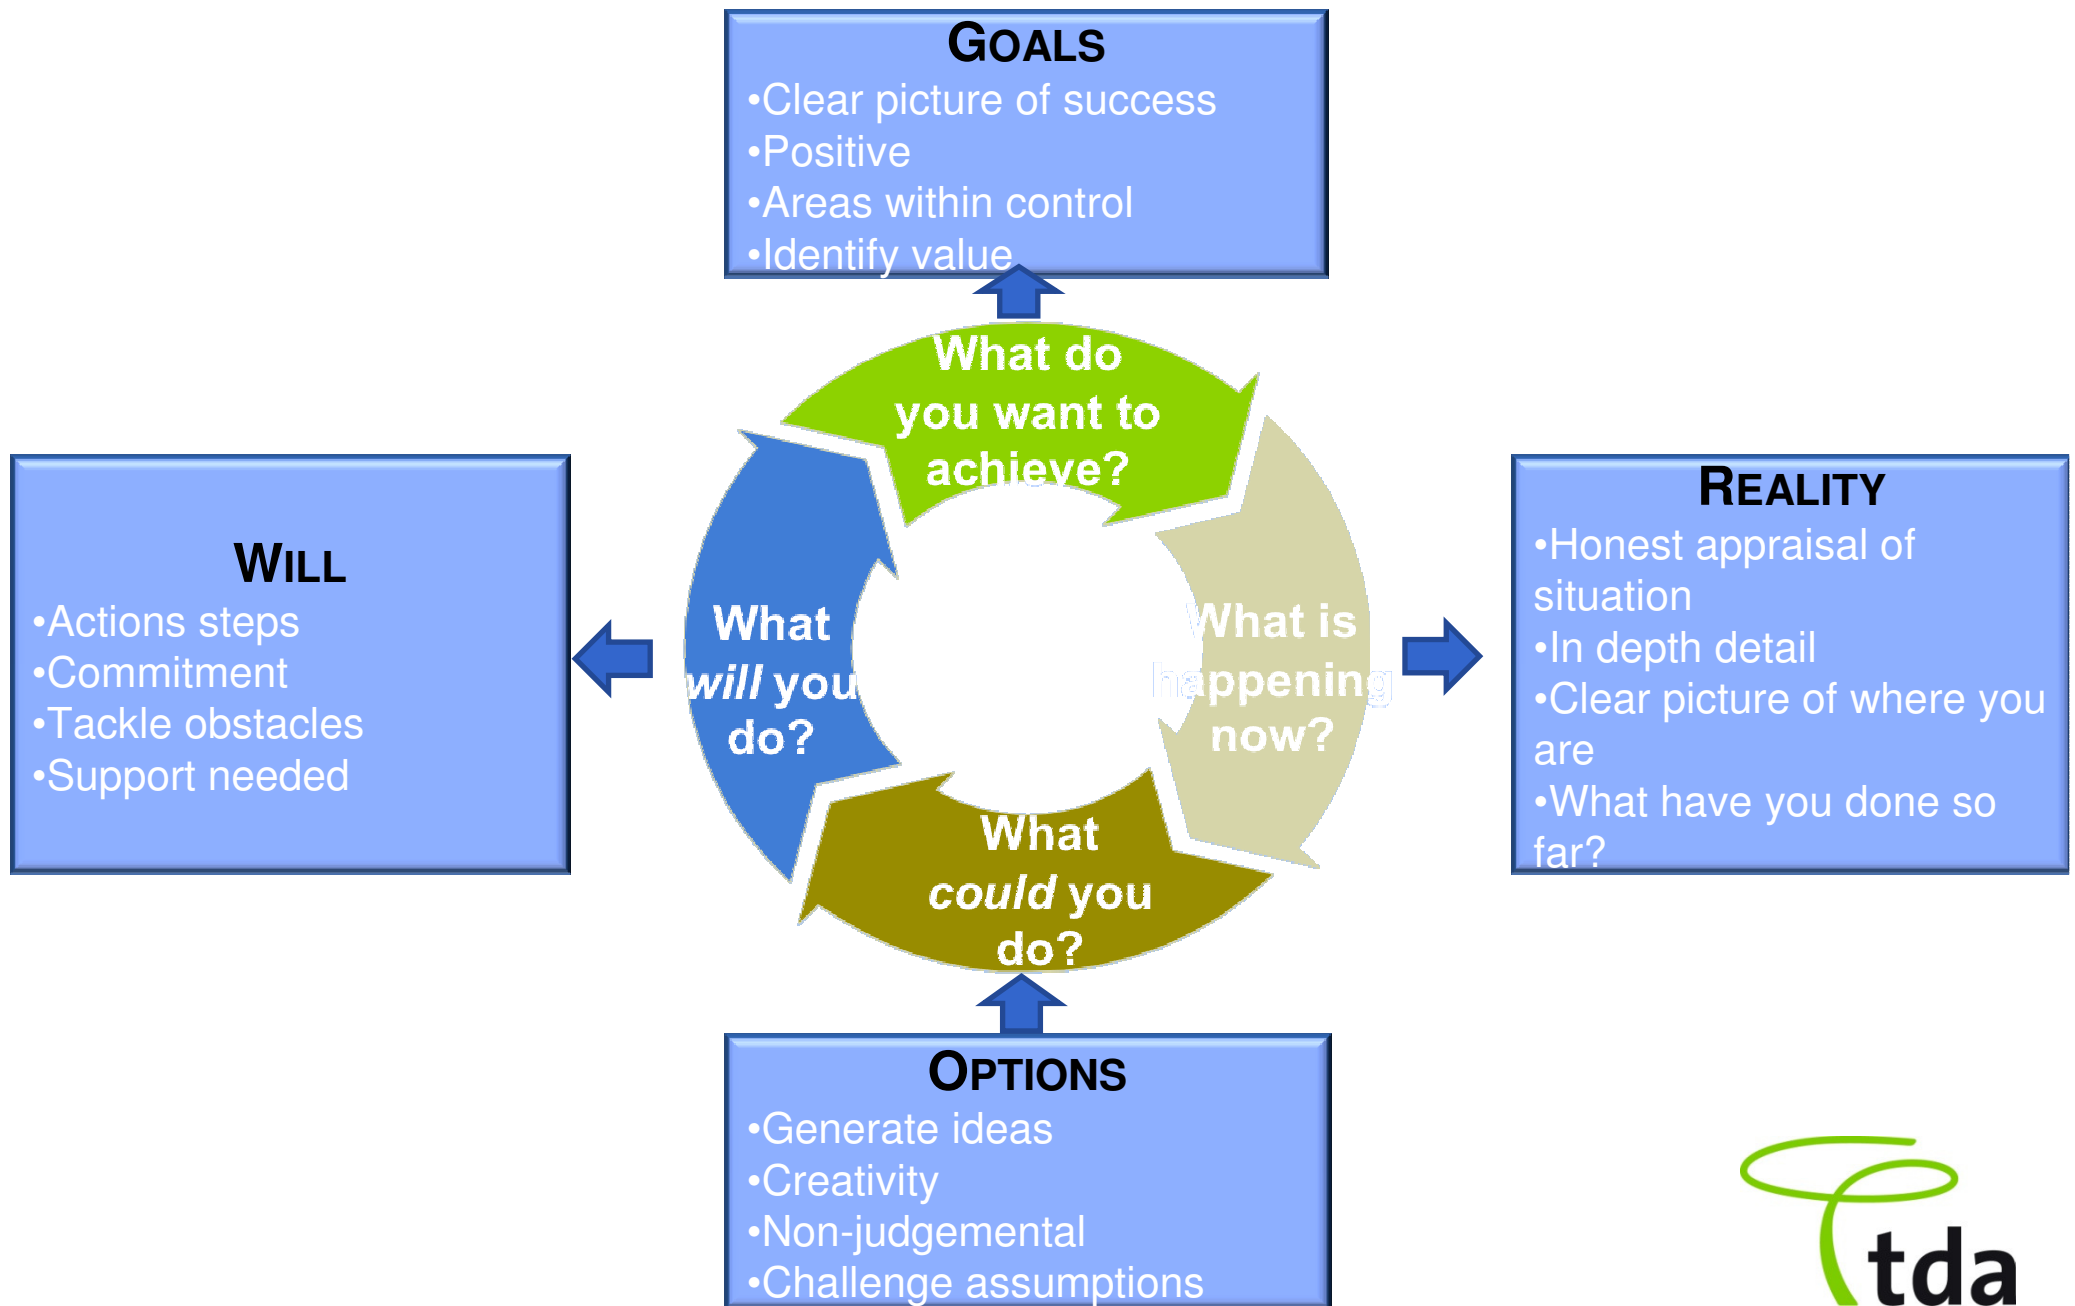 GOALS
•Clear picture of success
•Positive
•Areas within control
•Identify value
What do
you want to
achieve?
WILL
•Actions steps
•Commitment
•Tackle obstacles
•Support needed
What
will you
do?
What is
happening
now?
REALITY
•Honest appraisal of
situation
•In depth detail
•Clear picture of where you
are
•What have you done so
far?
What
could you
do?
OPTIONS
•Generate ideas
•Creativity
•Non-judgemental
•Challenge assumptions
tda